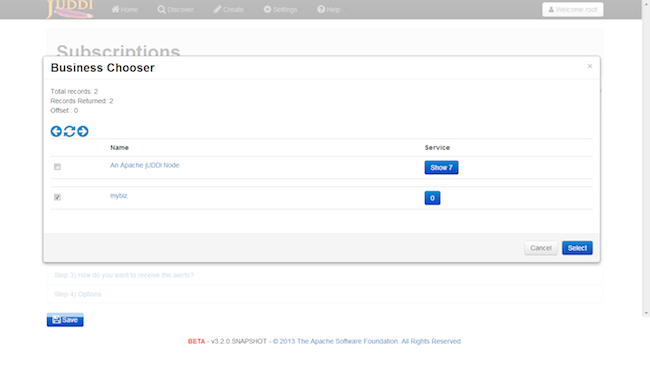 jUDDI
Home Discover Create Settings Help Welcome root
Subscriptions
Business Chooser ×
Total records: 2
Records Returned: 2
Offset : 0
Name Service
An Apache jUDDI Node Show 7
mybiz 0
Cancel Select
Step 3) How do you want to receive the alerts?
Step 4) Options
Save
BETA - v3.2.0.SNAPSHOT - © 2013 The Apache Software Foundation. All Rights Reserved